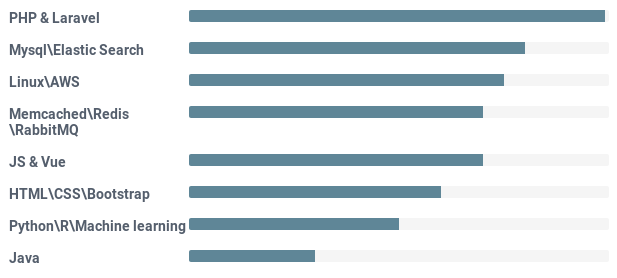 PHP & Laravel
Mysql\Elastic Search
Linux\AWS
Memcached\Redis
\RabbitMQ
JS & Vue
HTML\CSS\Bootstrap
Python\R\Machine learning
Java